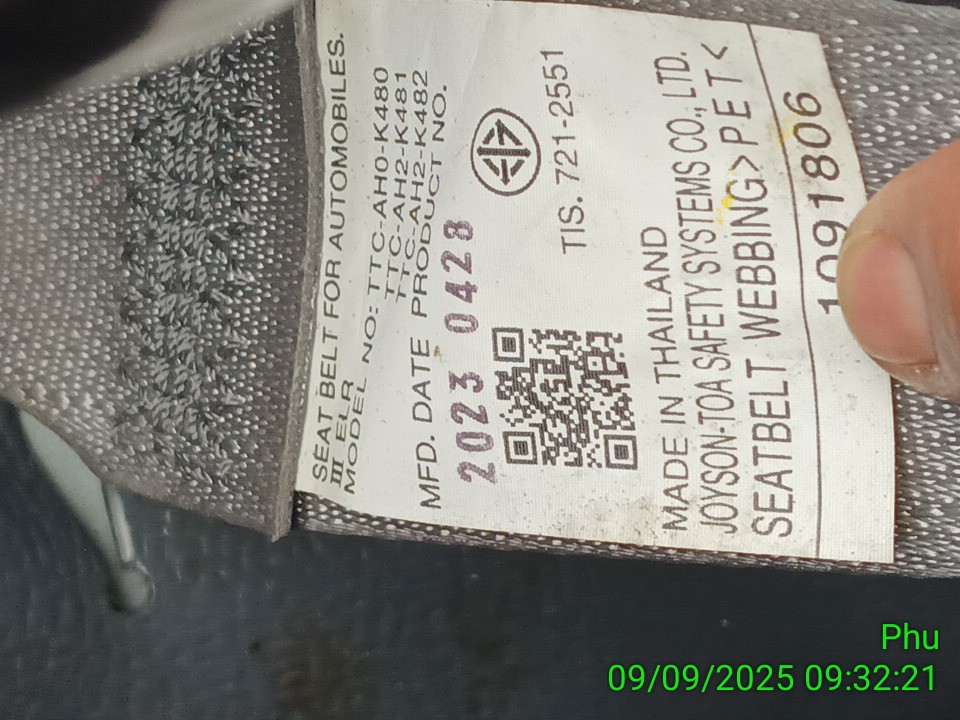 SEAT BELT FOR AUTOMOBILES.
III ELR
MODEL NO: TTC-AH0-K480
TTC-AH2-K481
TTC-AH2-K482
MFD. DATE PRODUCT NO.
2023 0428
TIS. 721-2551
MADE IN THAILAND
JOYSON-TOA SAFETY SYSTEMS CO., LTD.
SEATBELT WEBBING>PET<
1091806
Phu
09/09/2025 09:32:21